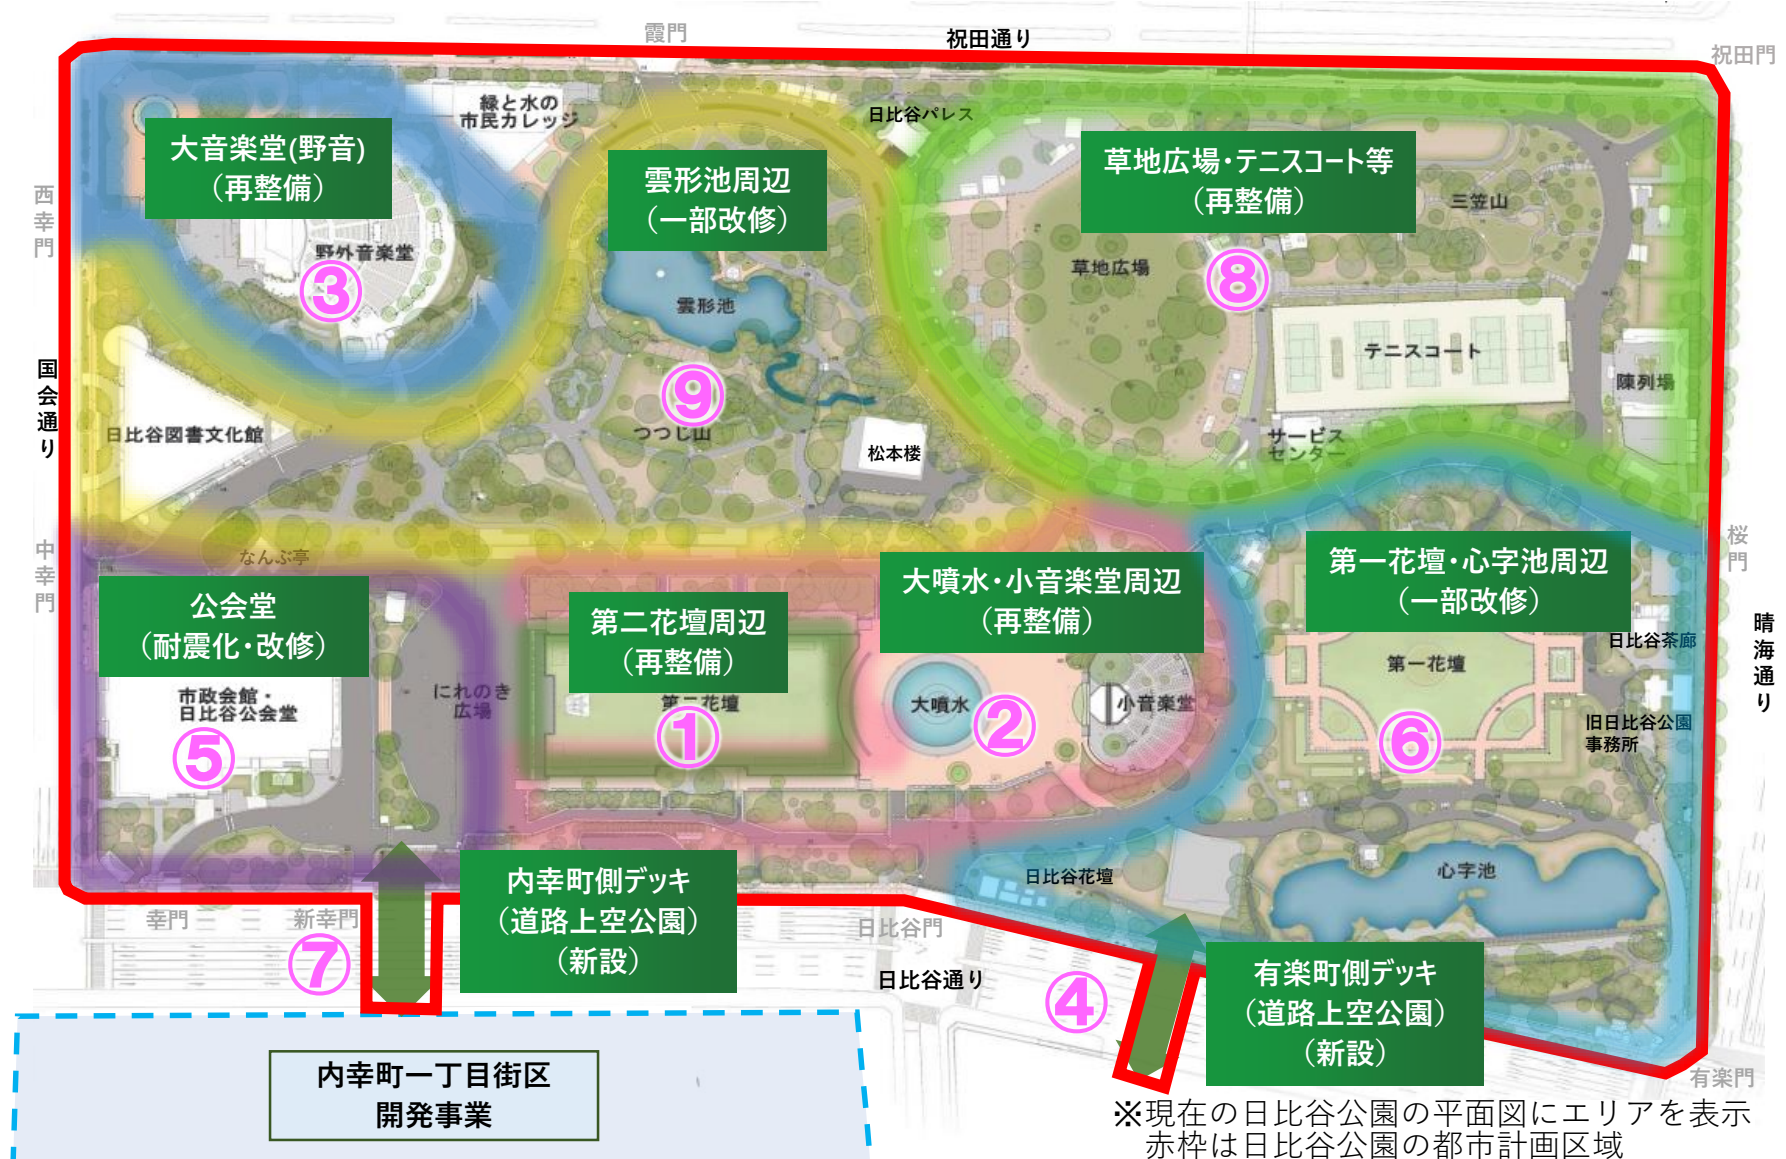 霞門
祝田通り
祝田門
緑と水の
市民カレッジ
日比谷パレス
大音楽堂(野音)
(再整備)
雲形池周辺
(一部改修)
草地広場・テニスコート等
(再整備)
西幸門
野外音楽堂
③
三笠山
草地広場
⑧
雲形池
テニスコート
陳列場
国会通り
⑨
つつじ山
日比谷図書文化館
松本楼
サービス
センター
中幸門
なんぶ亭
桜門
公会堂
(耐震化・改修)
第二花壇周辺
(再整備)
大噴水・小音楽堂周辺
(再整備)
第一花壇・心字池周辺
(一部改修)
晴海通り
日比谷茶廊
第一花壇
市政会館・
日比谷公会堂
⑤
にれのき
広場
第二花壇
①
大噴水
②
小音楽堂
⑥
旧日比谷公園
事務所
内幸町側デッキ
(道路上空公園)
(新設)
日比谷花壇
心字池
幸門
新幸門
⑦
日比谷門
日比谷通り
④
有楽町側デッキ
(道路上空公園)
(新設)
有楽門
内幸町一丁目街区
開発事業
※現在の日比谷公園の平面図にエリアを表示
赤枠は日比谷公園の都市計画区域